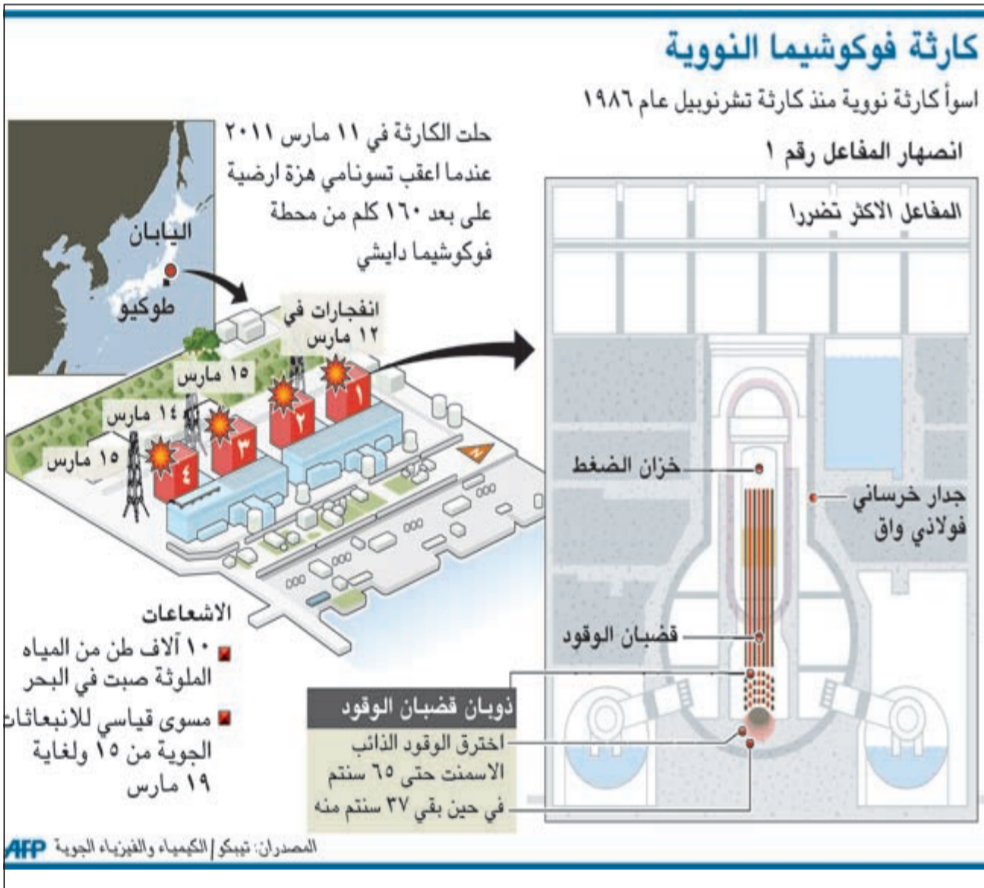 كارثة فوكوشيما النووية
اسوأ كارثة نووية منذ كارثة تشرنوبيل عام ١٩٨٦
انصهار المفاعل رقم ١
المفاعل الاكثر تضررا
حلت الكارثة في ١١ مارس ٢٠١١
عندما اعقب تسونامي هزة ارضية
على بعد ١٦٠ كلم من محطة
فوكوشيما دايشي
اليابان
طوكيو
انفجارات في
١٢ مارس
١٥ مارس
١٤ مارس
١٥ مارس
١
٢
٣
٤
N
خزان الضغط
جدار خرساني
فولاذي واق
قضبان الوقود
ذوبان قضبان الوقود
اخترق الوقود الذائب
الاسمنت حتى ٦٥ سنتم
في حين بقي ٣٧ سنتم منه
الاشعاعات
١٠ آلاف طن من المياه
الملوثة صبت في البحر
مسوى قياسي للانبعاثات
الجوية من ١٥ ولغاية
١٩ مارس
المصدران: تيبكو/الكيمياء والفيزياء الجوية AFP